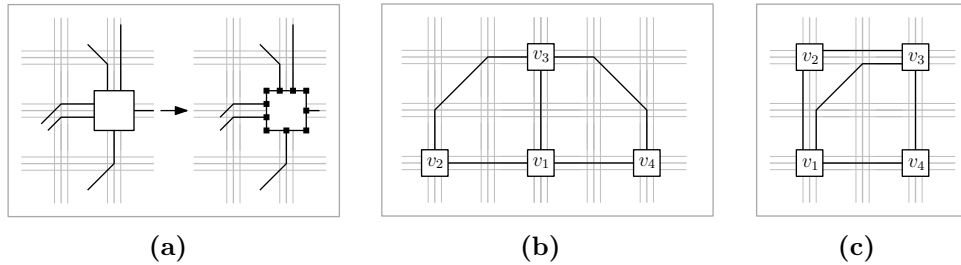 v₃
v₂ v₁ v₄
v₂ v₃
v₁ v₄
(a) (b) (c)